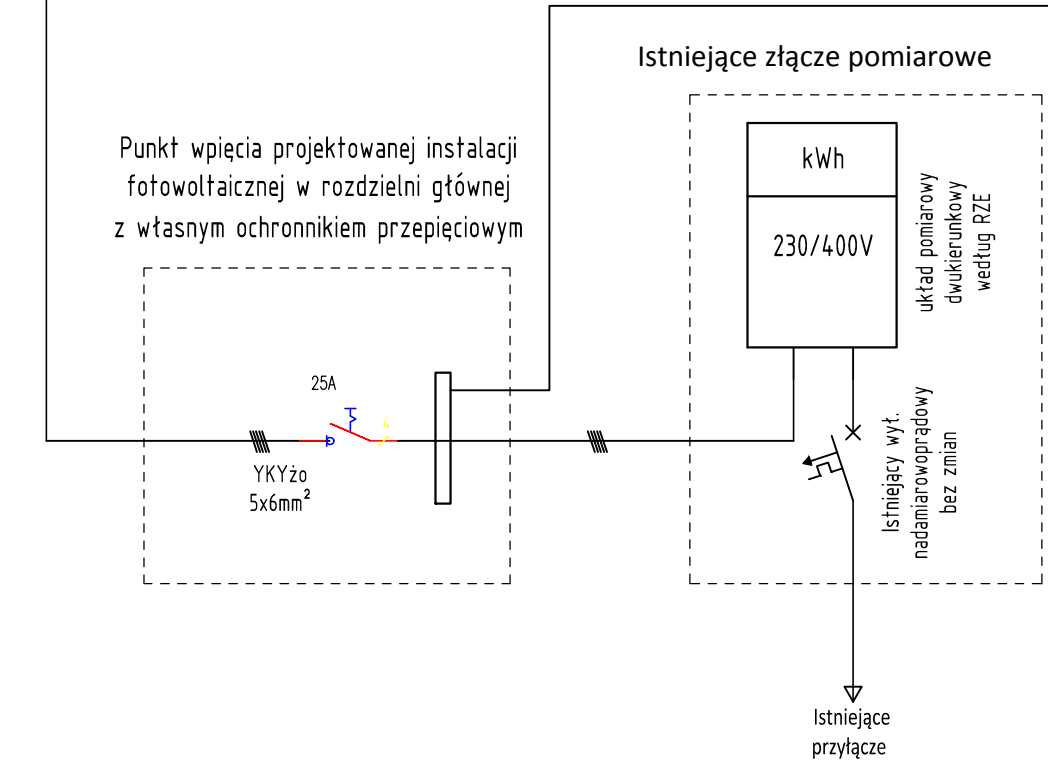 Istniejące złącze pomiarowe
Punkt wpięcia projektowanej instalacji
fotowoltaicznej w rozdzielni głównej
z własnym ochronnikiem przepięciowym
kWh
230/400V
układ pomiarowy
dwukierunkowy
według RZE
25A
YKYżo
5x6mm²
Istniejący wył.
nadamiarowoprądowy
bez zmian
Istniejące
przyłącze